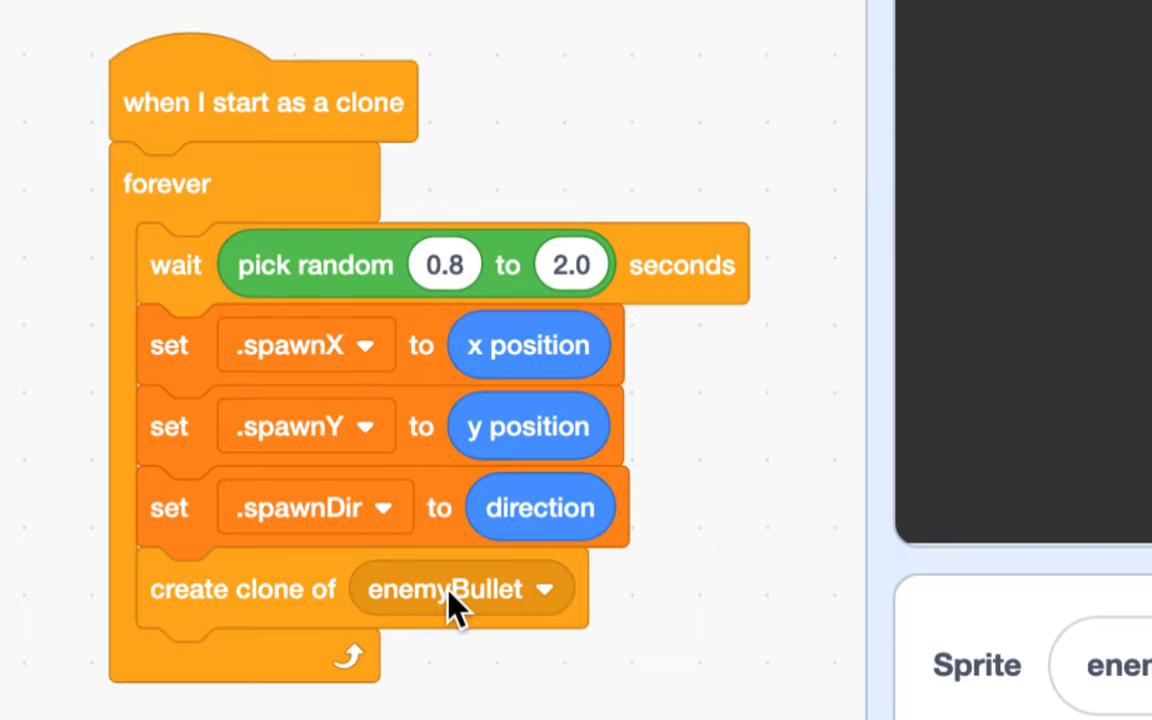 when I start as a clone
forever
wait pick random 0.8 to 2.0 seconds
set .spawnX to x position
set .spawnY to y position
set .spawnDir to direction
create clone of enemyBullet
Sprite